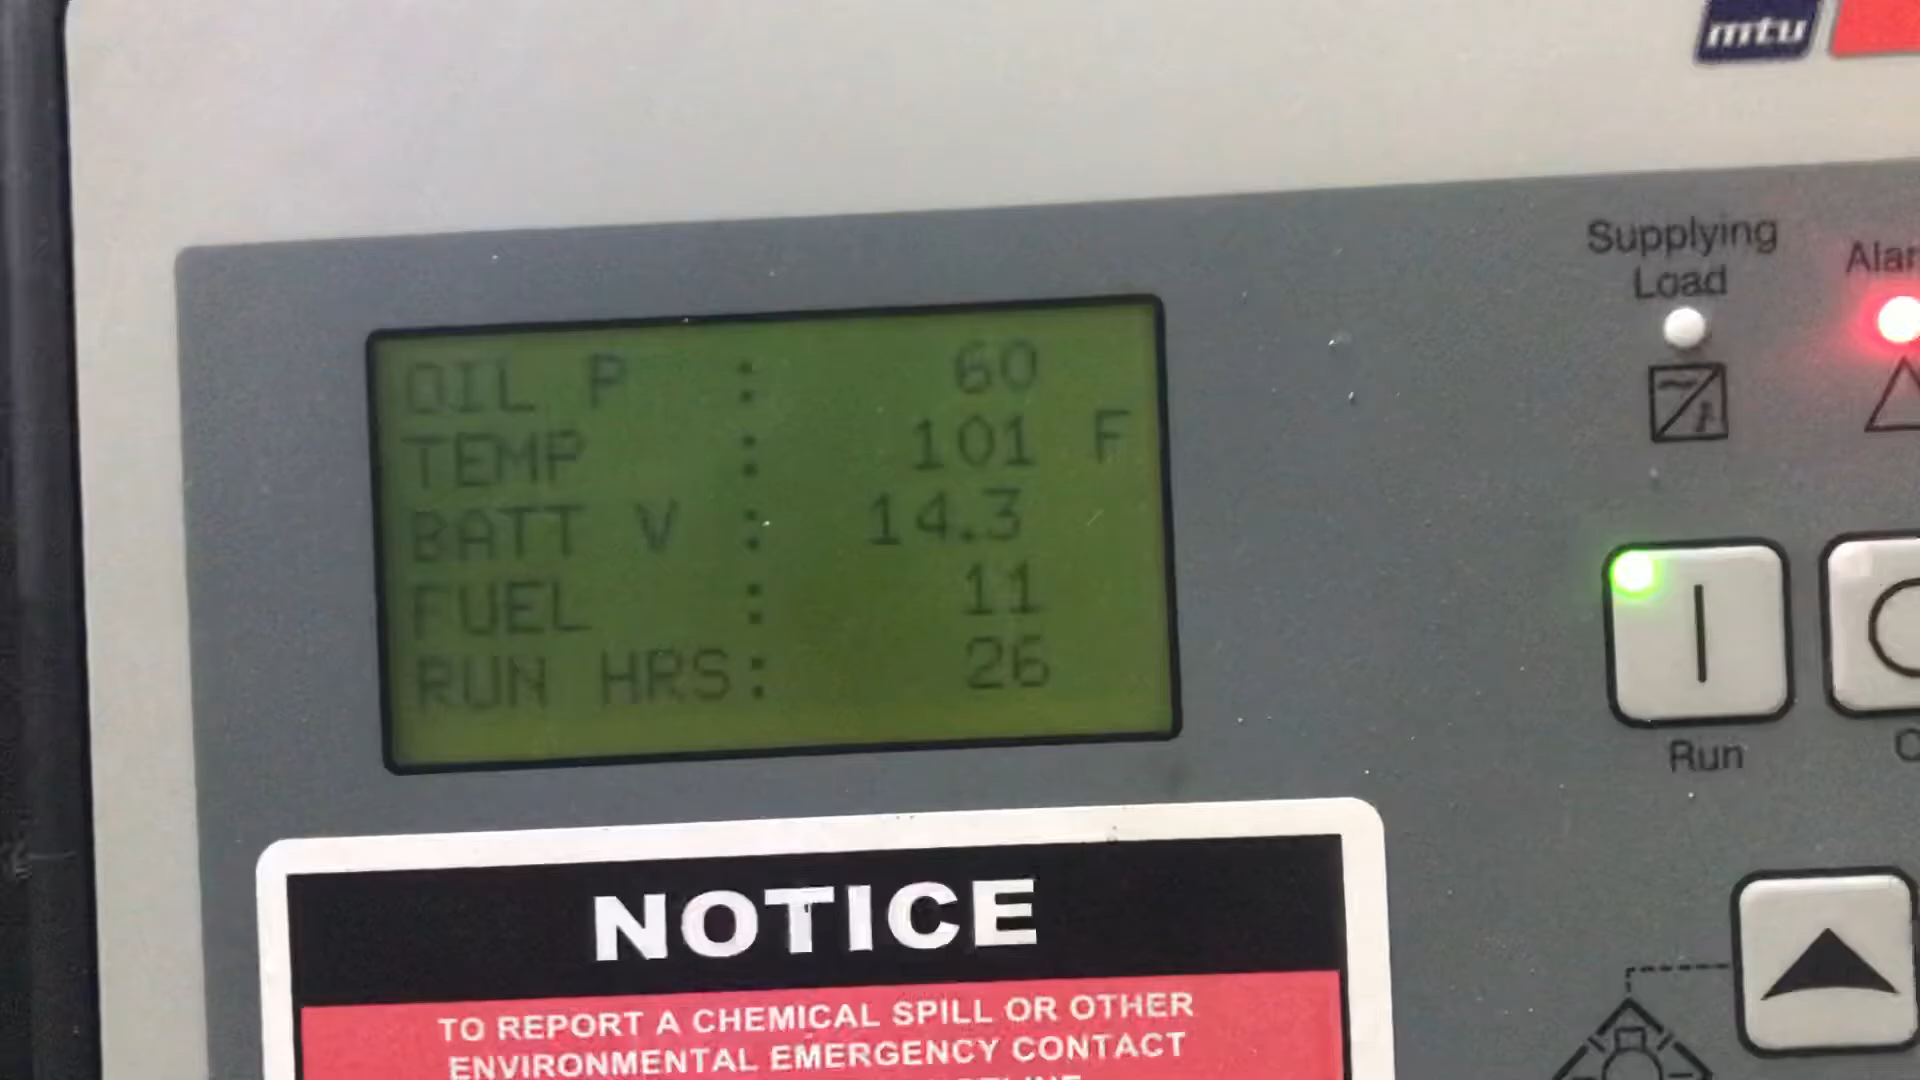 mtu
Supplying
Load
OIL P : 60
TEMP : 101 F
BATT V : 14.3
FUEL : 11
RUN HRS: 26
Run
NOTICE
TO REPORT A CHEMICAL SPILL OR OTHER
ENVIRONMENTAL EMERGENCY CONTACT